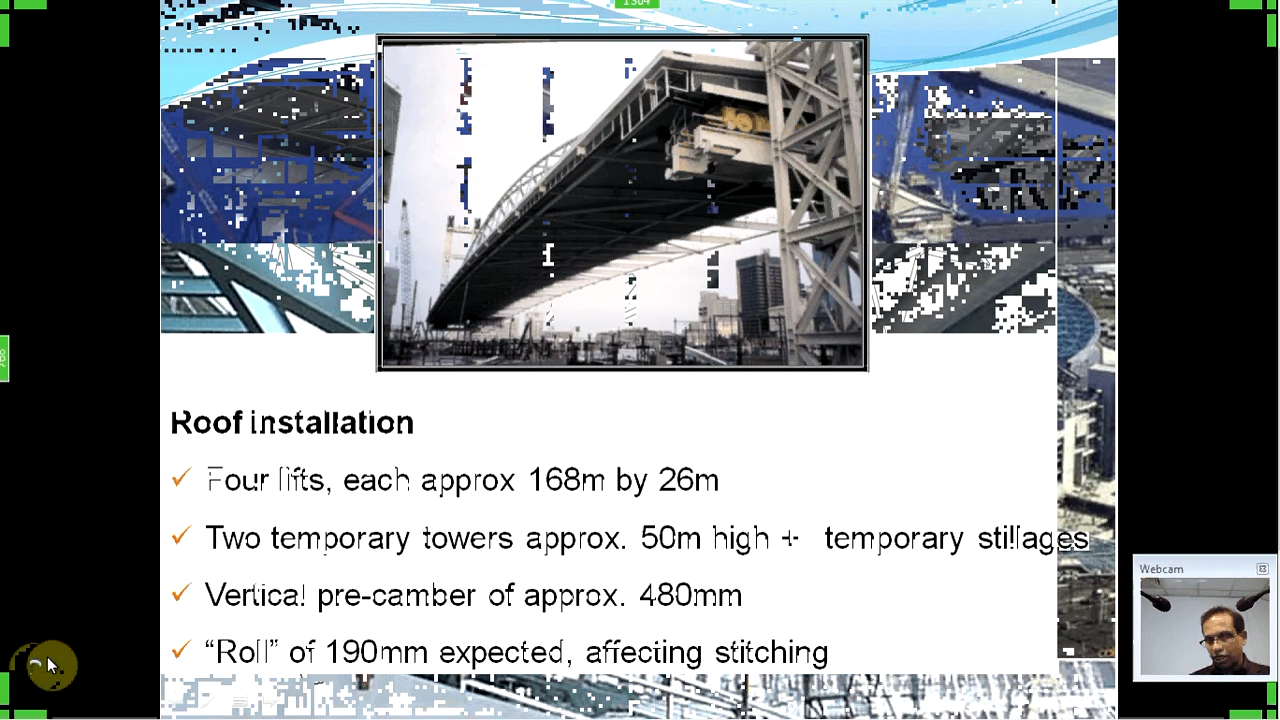 1304
Roof installation
✓ Four lifts, each approx 168m by 26m
✓ Two temporary towers approx. 50m high + temporary stillages
✓ Vertical pre-camber of approx. 480mm
✓ “Roll” of 190mm expected, affecting stitching
Webcam